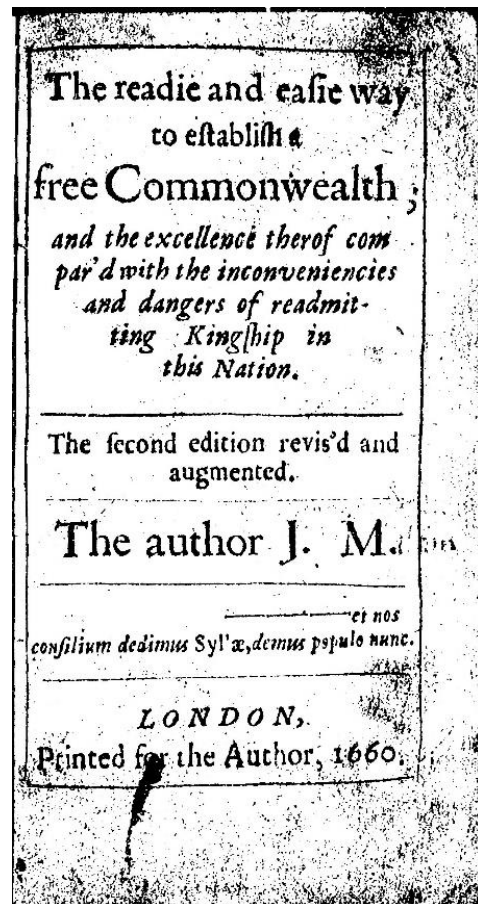 The readie and eaſie way
to eſtabliſh a
free Commonwealth;
and the excellence therof com
par'd with the inconveniencies
and dangers of readmit-
ting Kingſhip in
this Nation.
The ſecond edition revis'd and
augmented.
The author J. M.
et nos
conſilium dedimus Syl'æ, demus populo nunc.
LONDON,
Printed for the Author, 1660.